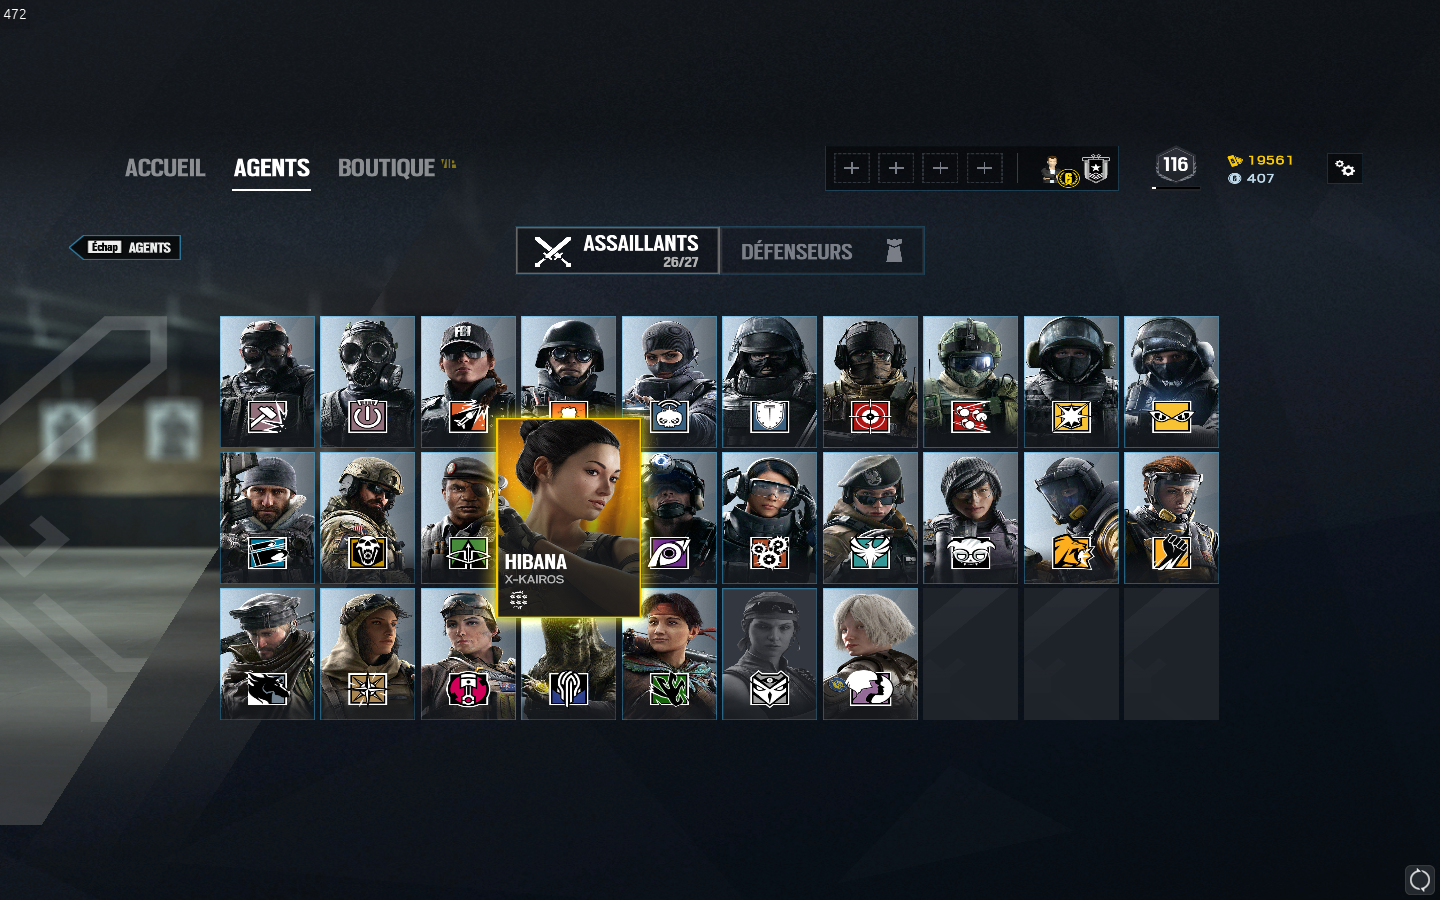 472
ACCUEIL AGENTS BOUTIQUE
116
19561
407
Échap AGENTS
ASSAILLANTS
26/27
DÉFENSEURS
FBI
HIBANA
X-KAIROS